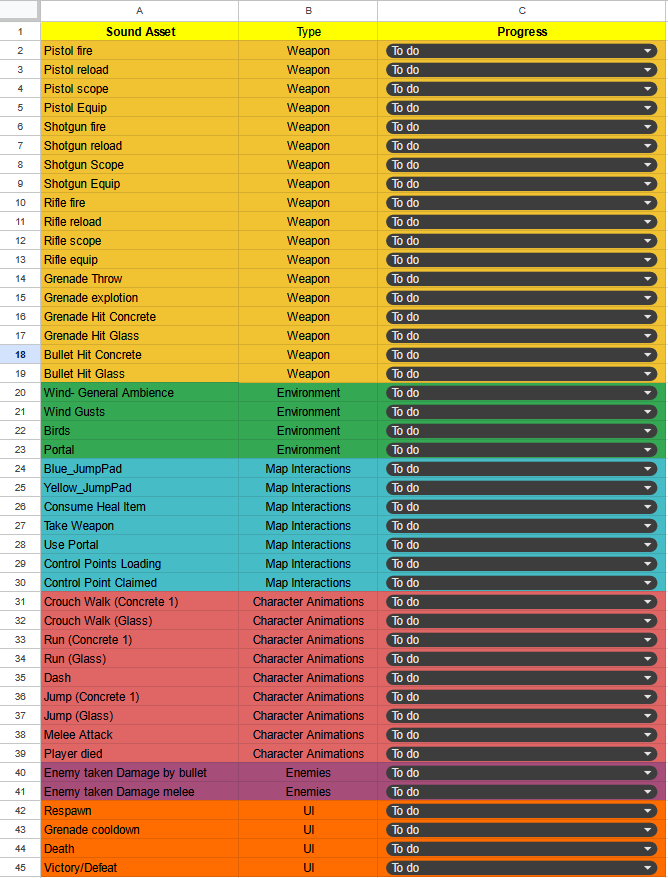 A B C
1 Sound Asset Type Progress
2 Pistol fire Weapon To do
3 Pistol reload Weapon To do
4 Pistol scope Weapon To do
5 Pistol Equip Weapon To do
6 Shotgun fire Weapon To do
7 Shotgun reload Weapon To do
8 Shotgun Scope Weapon To do
9 Shotgun Equip Weapon To do
10 Rifle fire Weapon To do
11 Rifle reload Weapon To do
12 Rifle scope Weapon To do
13 Rifle equip Weapon To do
14 Grenade Throw Weapon To do
15 Grenade explotion Weapon To do
16 Grenade Hit Concrete Weapon To do
17 Grenade Hit Glass Weapon To do
18 Bullet Hit Concrete Weapon To do
19 Bullet Hit Glass Weapon To do
20 Wind- General Ambience Environment To do
21 Wind Gusts Environment To do
22 Birds Environment To do
23 Portal Environment To do
24 Blue_JumpPad Map Interactions To do
25 Yellow_JumpPad Map Interactions To do
26 Consume Heal Item Map Interactions To do
27 Take Weapon Map Interactions To do
28 Use Portal Map Interactions To do
29 Control Points Loading Map Interactions To do
30 Control Point Claimed Map Interactions To do
31 Crouch Walk (Concrete 1) Character Animations To do
32 Crouch Walk (Glass) Character Animations To do
33 Run (Concrete 1) Character Animations To do
34 Run (Glass) Character Animations To do
35 Dash Character Animations To do
36 Jump (Concrete 1) Character Animations To do
37 Jump (Glass) Character Animations To do
38 Melee Attack Character Animations To do
39 Player died Character Animations To do
40 Enemy taken Damage by bullet Enemies To do
41 Enemy taken Damage melee Enemies To do
42 Respawn UI To do
43 Grenade cooldown UI To do
44 Death UI To do
45 Victory/Defeat UI To do